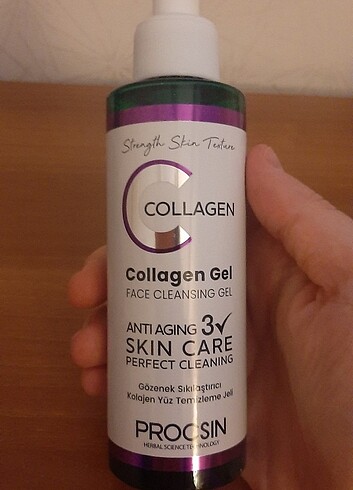 Strength Skin Texture
C COLLAGEN
Collagen Gel
FACE CLEANSING GEL
ANTI AGING 3✓
SKIN CARE
PERFECT CLEANING
Gözenek Sıkılaştırıcı
Kolajen Yüz Temizleme Jeli
PROCSIN
HERBAL SCIENCE TECHNOLOGY